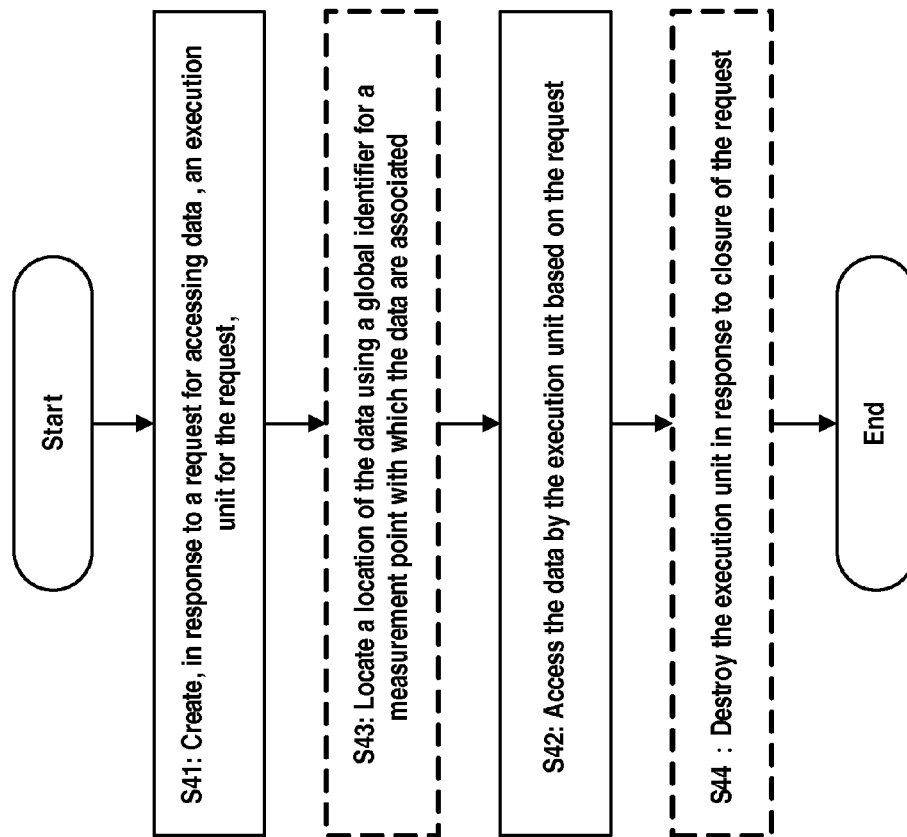 Start
S41: Create, in response to a request for accessing data , an execution
unit for the request ,
S43: Locate a location of the data using a global identifier for a
measurement point with which the data are associated
S42: Access the data by the execution unit based on the request
S44 : Destroy the execution unit in response to closure of the request
End